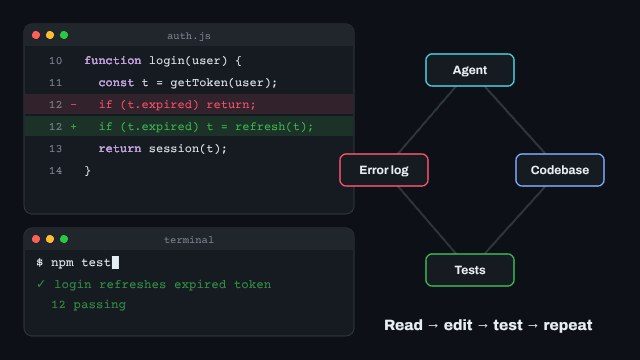 auth.js
10 function login(user) {
11 const t = getToken(user);
12 - if (t.expired) return;
12 + if (t.expired) t = refresh(t);
13 return session(t);
14 }
terminal
$ npm test
✓ login refreshes expired token
12 passing
Agent
Error log
Codebase
Tests
Read → edit → test → repeat